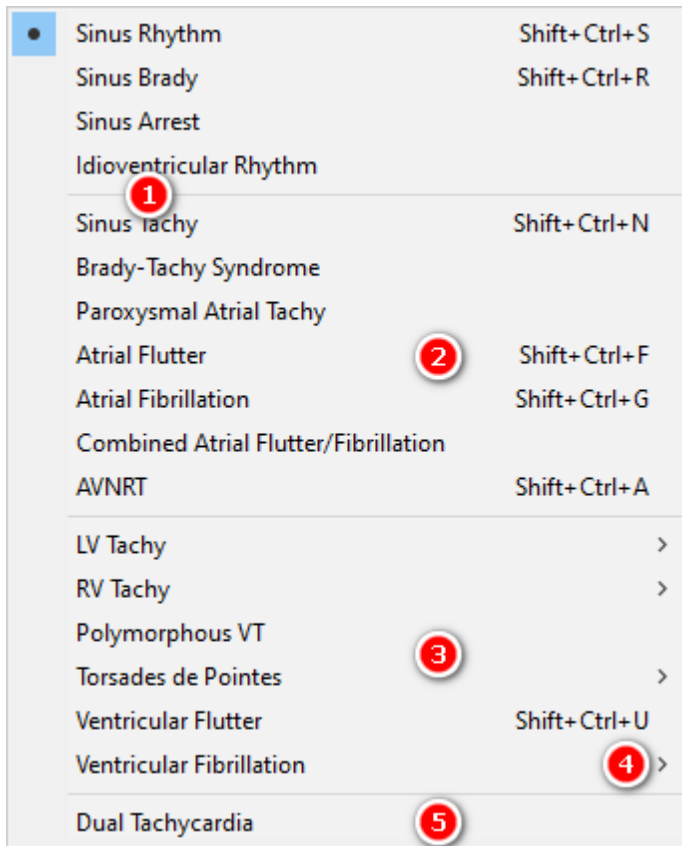 Sinus Rhythm Shift+Ctrl+S
Sinus Brady Shift+Ctrl+R
Sinus Arrest
Idioventricular Rhythm
1
Sinus Tachy Shift+Ctrl+N
Brady-Tachy Syndrome
Paroxysmal Atrial Tachy
Atrial Flutter 2 Shift+Ctrl+F
Atrial Fibrillation Shift+Ctrl+G
Combined Atrial Flutter/Fibrillation
AVNRT Shift+Ctrl+A
LV Tachy >
RV Tachy >
Polymorphous VT
3
Torsades de Pointes >
Ventricular Flutter Shift+Ctrl+U
Ventricular Fibrillation 4 >
Dual Tachycardia 5